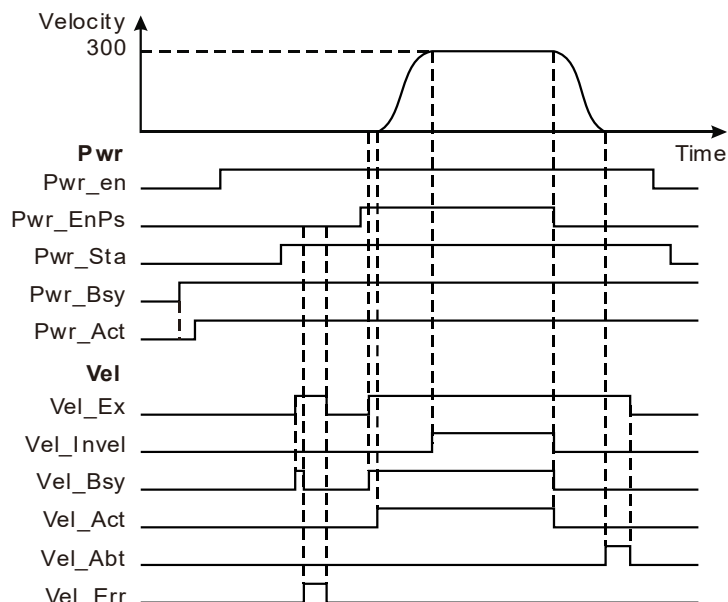 Velocity
300
Time
Pwr
Pwr_en
Pwr_EnPs
Pwr_Sta
Pwr_Bsy
Pwr_Act
Vel
Vel_Ex
Vel_Invel
Vel_Bsy
Vel_Act
Vel_Abt
Vel_Err